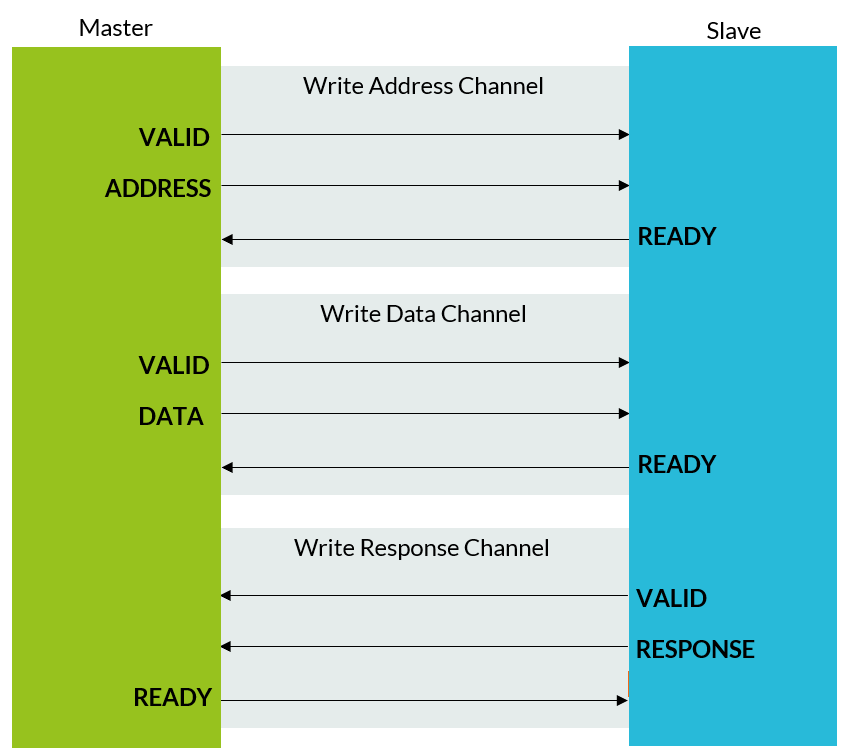 Master
Slave
Write Address Channel
VALID
ADDRESS
READY
Write Data Channel
VALID
DATA
READY
Write Response Channel
VALID
RESPONSE
READY